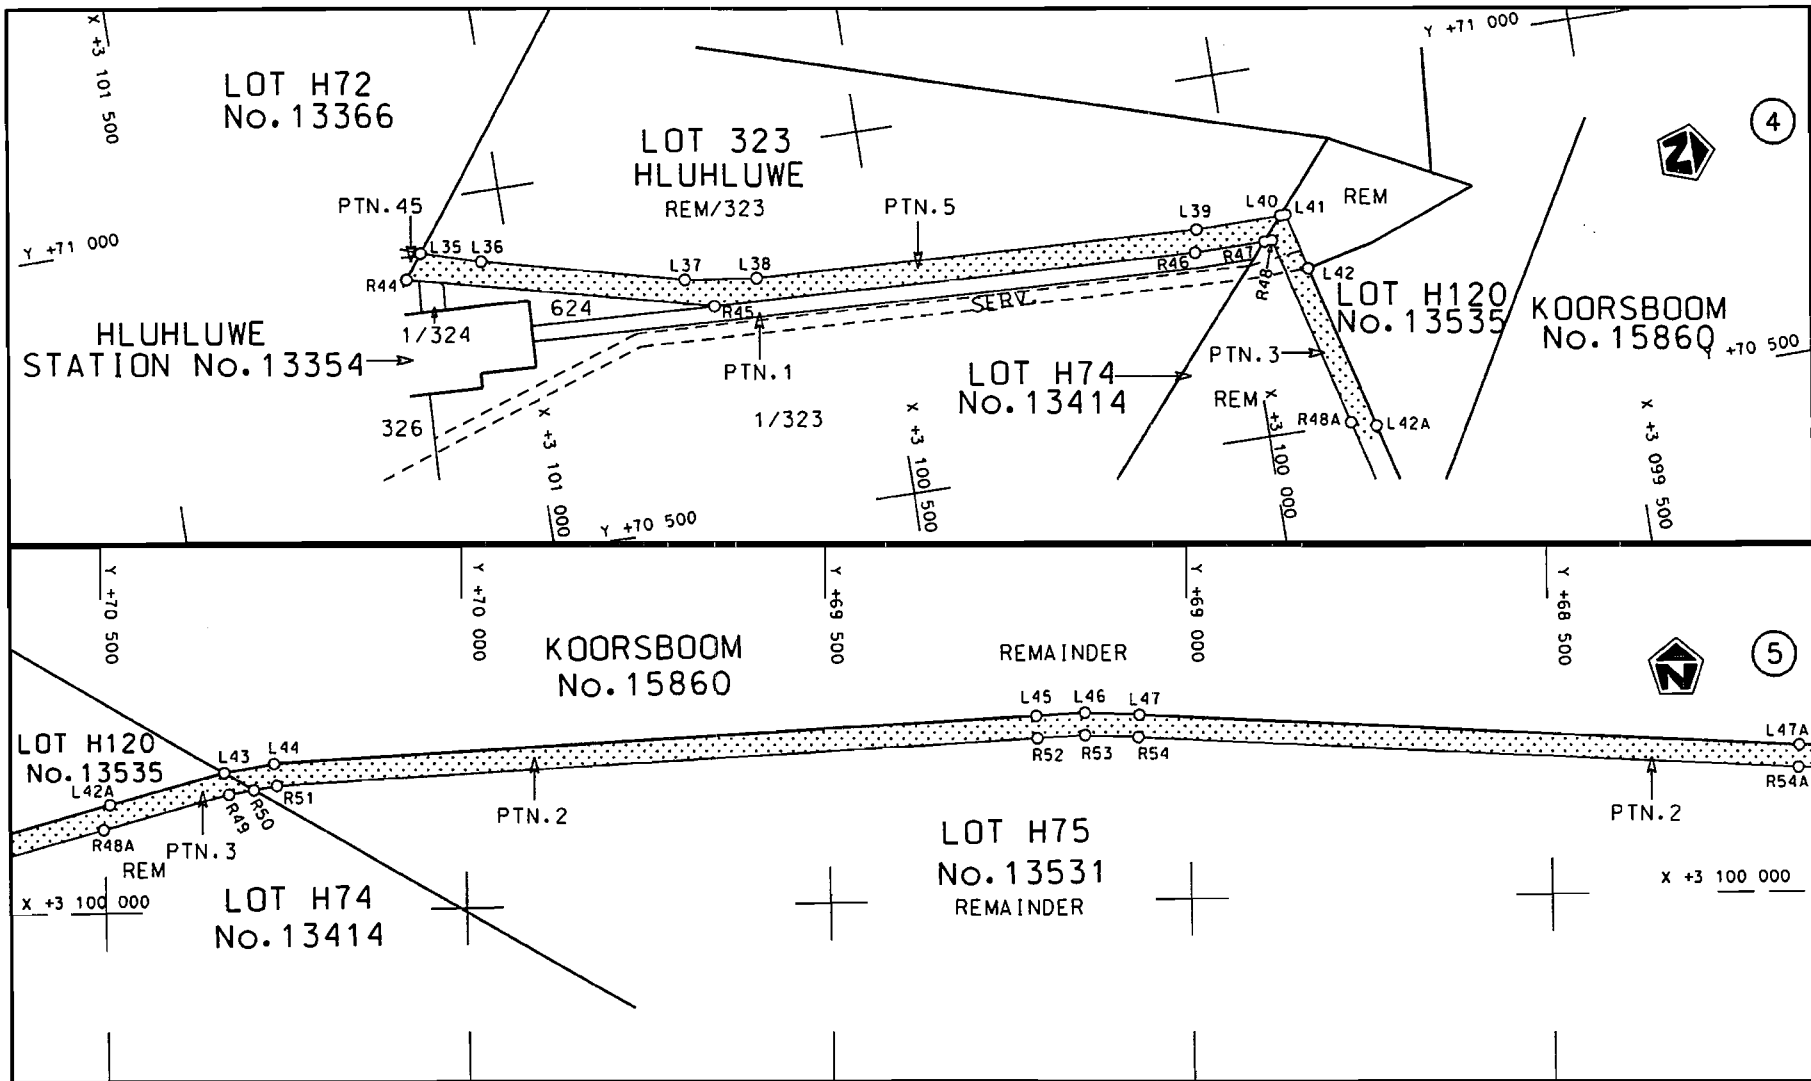 X +3 101 500
LOT H72
No.13366
LOT 323
HLUHLUWE
REM/323
Y +71 000
4
N
PTN.45
PTN.5
REM
Y +71 000
L35
L36
L37
L38
L39
L40
L41
L42
R44
R45
R46
R47
R48
624
1/324
SERV.
HLUHLUWE
STATION No.13354
PTN.1
LOT H120
No.13535
KOORSBOOM
No.15860
Y +70 500
PTN.3
LOT H74
No.13414
REM
R48A
L42A
326
1/323
X +3 101 000
X +3 100 500
X +3 100 000
X +3 099 500
Y +70 500
Y +70 500
Y +70 000
Y +69 500
Y +69 000
Y +68 500
KOORSBOOM
No.15860
REMAINDER
N
5
LOT H120
No.13535
L42A
L43
L44
L45
L46
L47
L47A
R48A
R49
R50
R51
R52
R53
R54
R54A
PTN.3
REM
PTN.2
PTN.2
LOT H75
No.13531
REMAINDER
X +3 100 000
LOT H74
No.13414
X +3 100 000